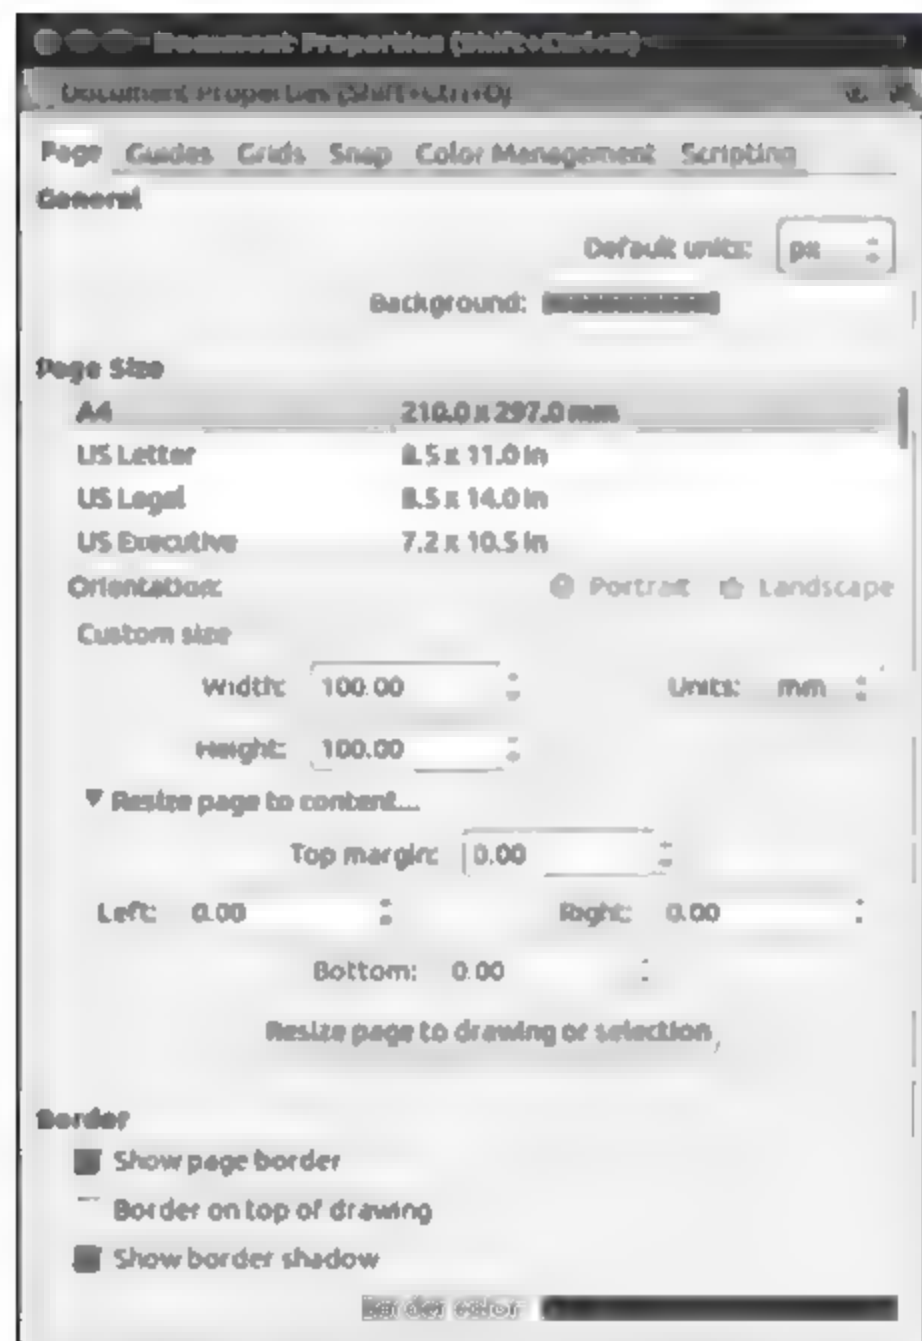 Document Properties (Shift+Ctrl+D)
Document Properties (Shift+Ctrl+D)
Page Guides Grids Snap Color Management Scripting
General
Default units: px
Background:
Page Size
A4 210.0 x 297.0 mm
US Letter 8.5 x 11.0 in
US Legal 8.5 x 14.0 in
US Executive 7.2 x 10.5 in
Orientation: Portrait Landscape
Custom size
Width: 100.00 Units: mm
Height: 100.00
Resize page to content...
Top margin: 0.00
Left: 0.00 Right: 0.00
Bottom: 0.00
Resize page to drawing or selection
Border
Show page border
Border on top of drawing
Show border shadow
Border color: